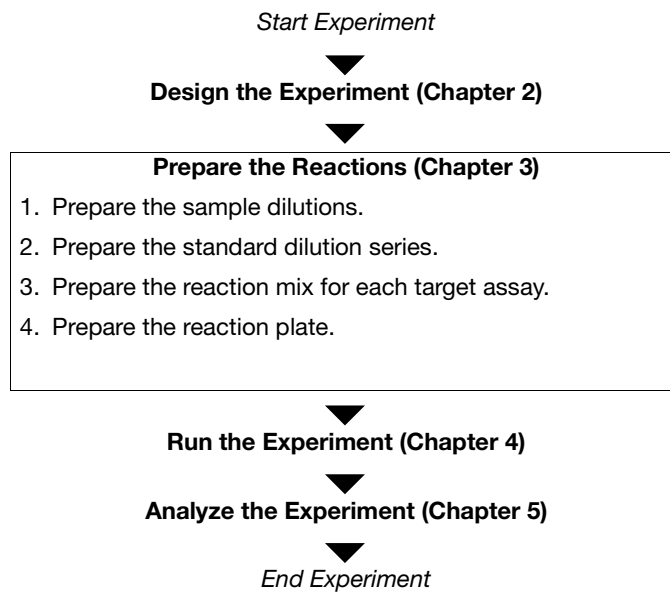 Start Experiment
Design the Experiment (Chapter 2)
Prepare the Reactions (Chapter 3)
1. Prepare the sample dilutions.
2. Prepare the standard dilution series.
3. Prepare the reaction mix for each target assay.
4. Prepare the reaction plate.
Run the Experiment (Chapter 4)
Analyze the Experiment (Chapter 5)
End Experiment